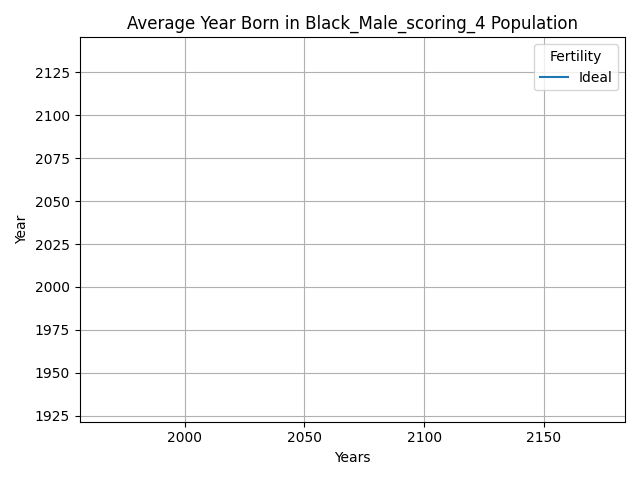 Average Year Born in Black_Male_scoring_4 Population
Fertility
Ideal
2125
2100
2075
2050
2025
2000
1975
1950
1925
Year
2000 2050 2100 2150
Years